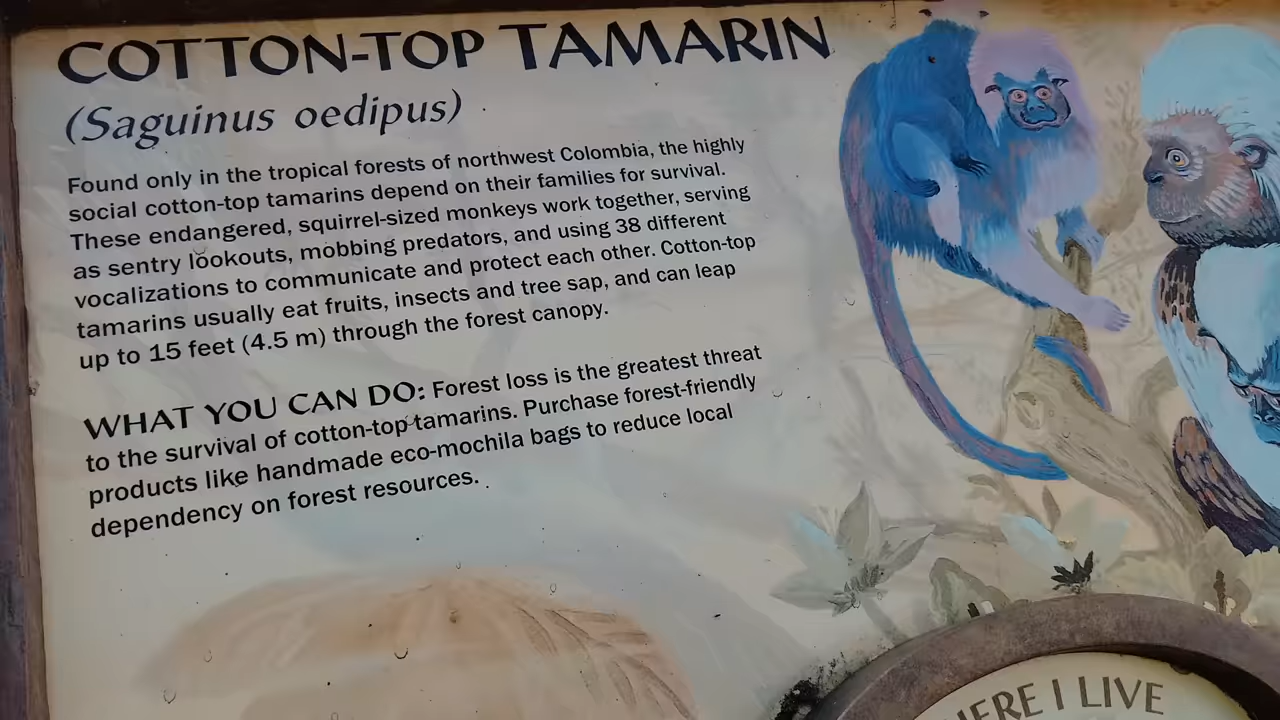 COTTON-TOP TAMARIN
(Saguinus oedipus)
Found only in the tropical forests of northwest Colombia, the highly
social cotton-top tamarins depend on their families for survival.
These endangered, squirrel-sized monkeys work together, serving
as sentry lookouts, mobbing predators, and using 38 different
vocalizations to communicate and protect each other. Cotton-top
tamarins usually eat fruits, insects and tree sap, and can leap
up to 15 feet (4.5 m) through the forest canopy.
WHAT YOU CAN DO: Forest loss is the greatest threat
to the survival of cotton-top tamarins. Purchase forest-friendly
products like handmade eco-mochila bags to reduce local
dependency on forest resources.
I LIVE